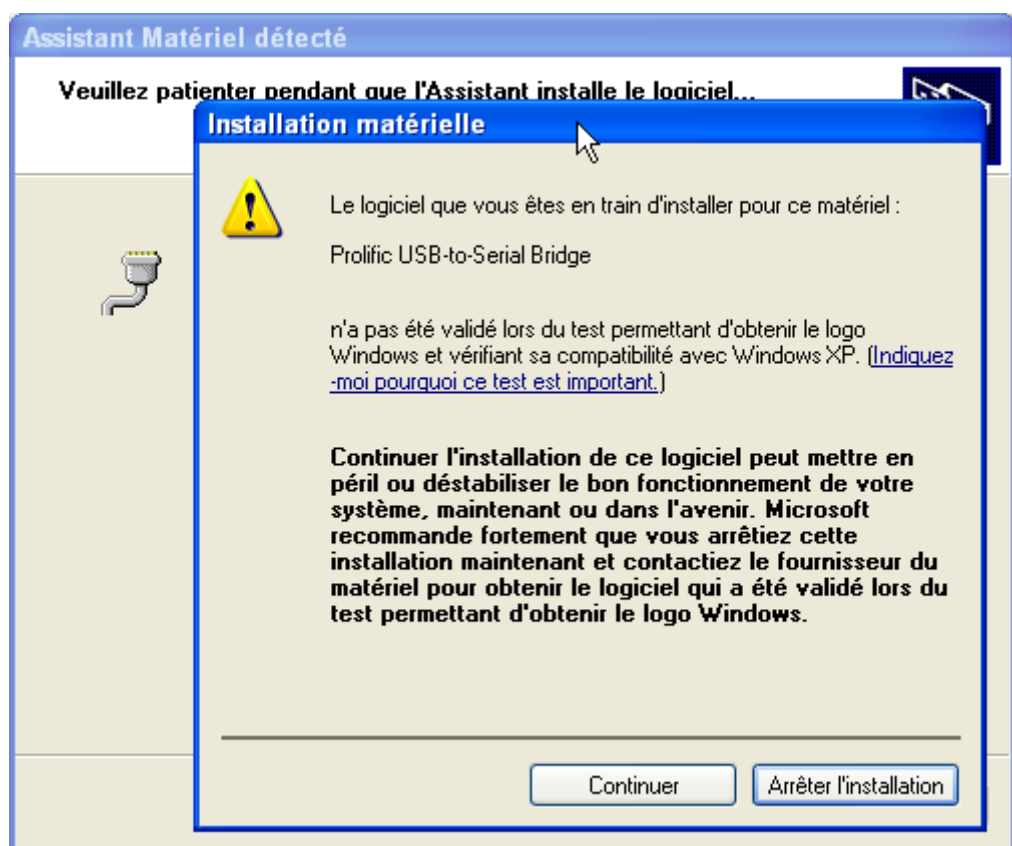 Assistant Matériel détecté
Veuillez patienter pendant que l'Assistant installe le logiciel...
Installation matérielle
Le logiciel que vous êtes en train d'installer pour ce matériel :
Prolific USB-to-Serial Bridge
n'a pas été validé lors du test permettant d'obtenir le logo
Windows et vérifiant sa compatibilité avec Windows XP. (Indiquez
-moi pourquoi ce test est important.)
Continuer l'installation de ce logiciel peut mettre en
péril ou déstabiliser le bon fonctionnement de votre
système, maintenant ou dans l'avenir. Microsoft
recommande fortement que vous arrêtiez cette
installation maintenant et contactiez le fournisseur du
matériel pour obtenir le logiciel qui a été validé lors du
test permettant d'obtenir le logo Windows.
Continuer
Arrêter l'installation